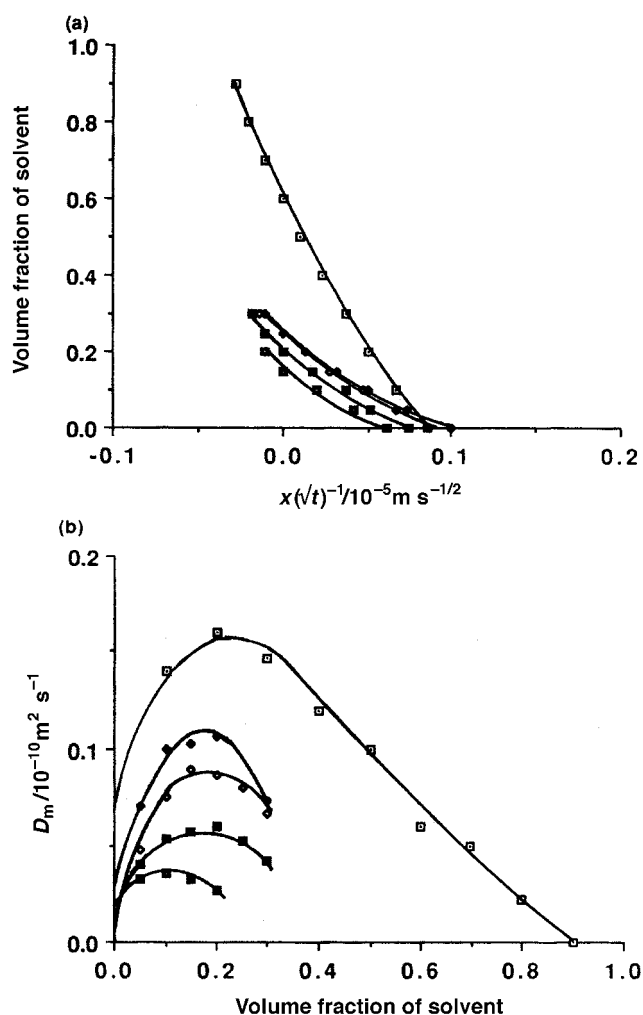 (a)
Volume fraction of solvent
1.0
0.8
0.6
0.4
0.2
0.0
-0.1 0.0 0.1 0.2
x(√t)⁻¹/10⁻⁵m s⁻¹/²
(b)
Dₘ/10⁻¹⁰m² s⁻¹
0.2
0.1
0.0
0.0 0.2 0.4 0.6 0.8 1.0
Volume fraction of solvent